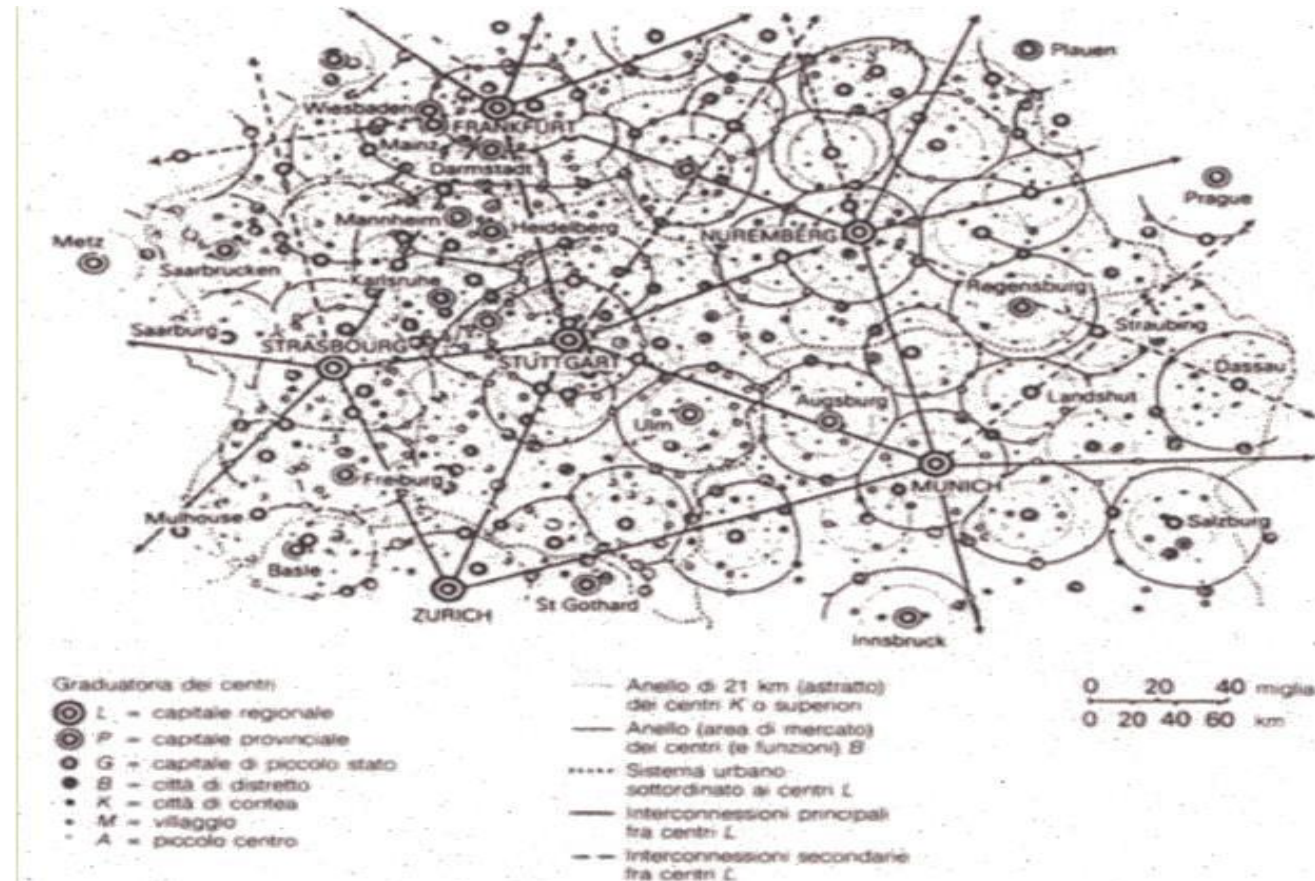 Plauen
Wiesbaden
FRANKFURT
Mainz
Darmstadt
Prague
Mannheim
Heidelberg
NUREMBERG
Metz
Saarbrucken
Karlsruhe
Regensburg
Saarburg
STRASBOURG
STUTTGART
Straubing
Dassau
Augsburg
Landshut
Ulm
Freiburg
MUNICH
Mulhouse
Salzburg
Basle
ZURICH
St Gothard
Innsbruck
Graduatoria dei centri
L = capitale regionale
P = capitale provinciale
G = capitale di piccolo stato
B = città di distretto
K = città di contea
M = villaggio
A = piccolo centro
Anello di 21 km (astratto)
dei centri K o superiori
Anello (area di mercato)
dei centri (e funzioni) B
Sistema urbano
sottordinato ai centri L
Interconnessioni principali
fra centri L
Interconnessioni secondarie
fra centri L
0 20 40 miglia
0 20 40 60 km